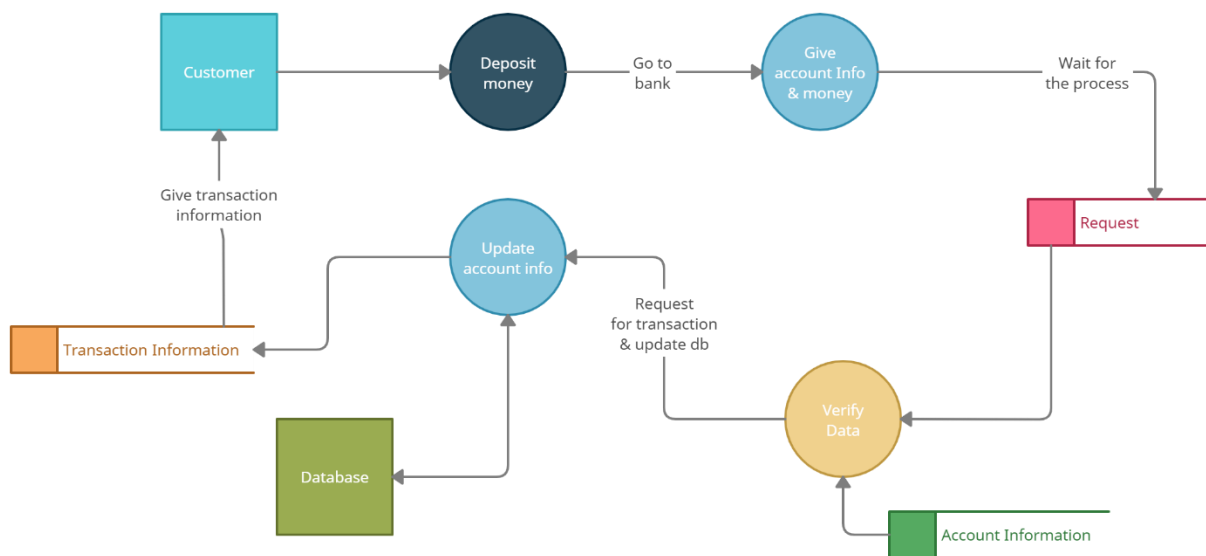 Customer
Deposit
money
Go to
bank
Give
account Info
& money
Wait for
the process
Give transaction
information
Update
account info
Request
Request
for transaction
& update db
Transaction Information
Verify
Data
Database
Account Information